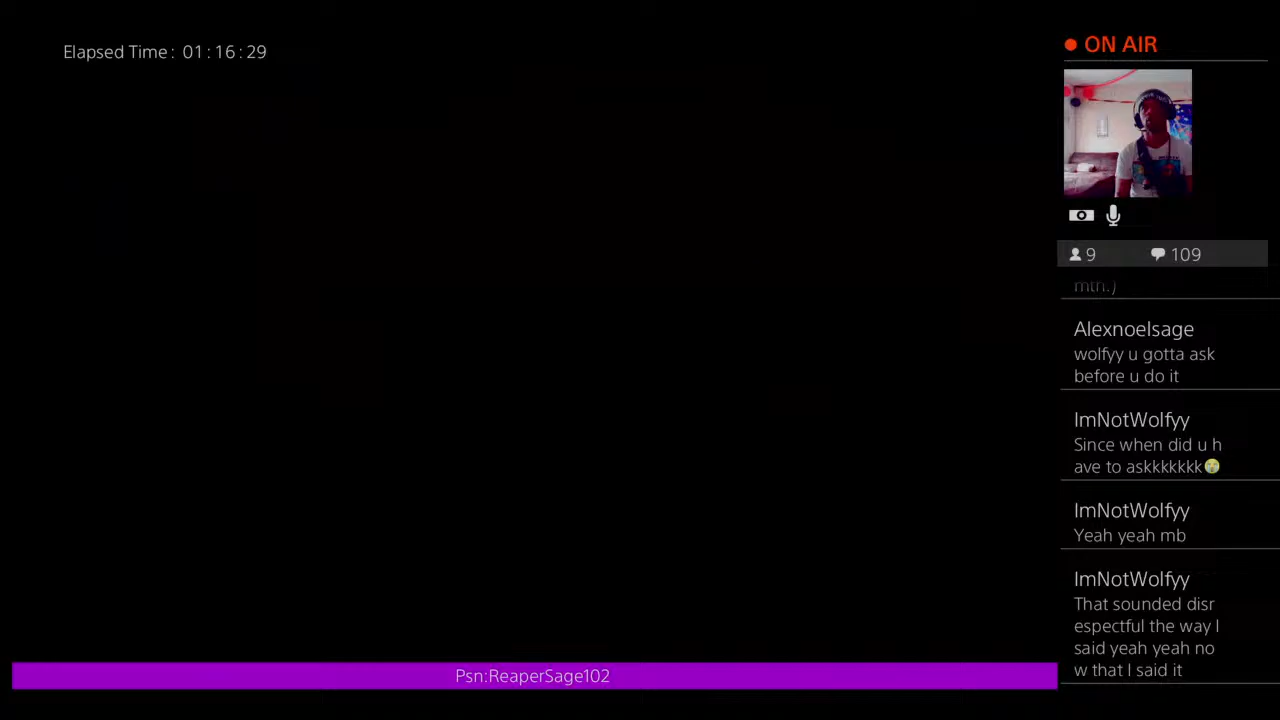 Elapsed Time: 01:16:29
ON AIR
9 109
mth.)
Alexnoelsage
wolfyy u gotta ask
before u do it
ImNotWolfyy
Since when did u h
ave to askkkkkkk😭
ImNotWolfyy
Yeah yeah mb
ImNotWolfyy
That sounded disr
espectful the way I
said yeah yeah no
w that I said it
Psn:ReaperSage102